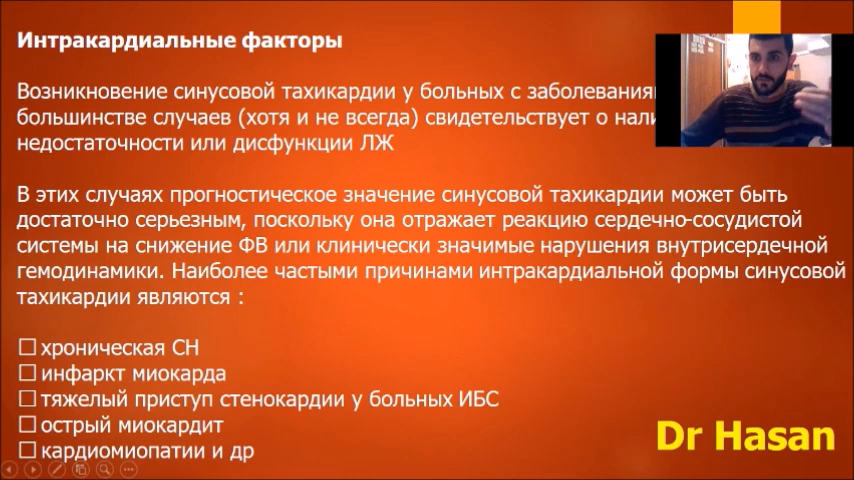 Интракардиальные факторы
Возникновение синусовой тахикардии у больных с
большинстве случаев (хотя и не всегда) свидетельствует о
недостаточности или дисфункции ЛЖ
В этих случаях прогностическое значение синусовой тахикардии может быть
достаточно серьезным, поскольку она отражает реакцию сердечно-сосудистой
системы на снижение ФВ или клинически значимые нарушения внутрисердечной
гемодинамики. Наиболее частыми причинами интракардиальной формы синусовой
тахикардии являются :
☐ хроническая СН
☐ инфаркт миокарда
☐ тяжелый приступ стенокардии у больных ИБС
☐ острый миокардит
☐ кардиомиопатии и др
Dr Hasan